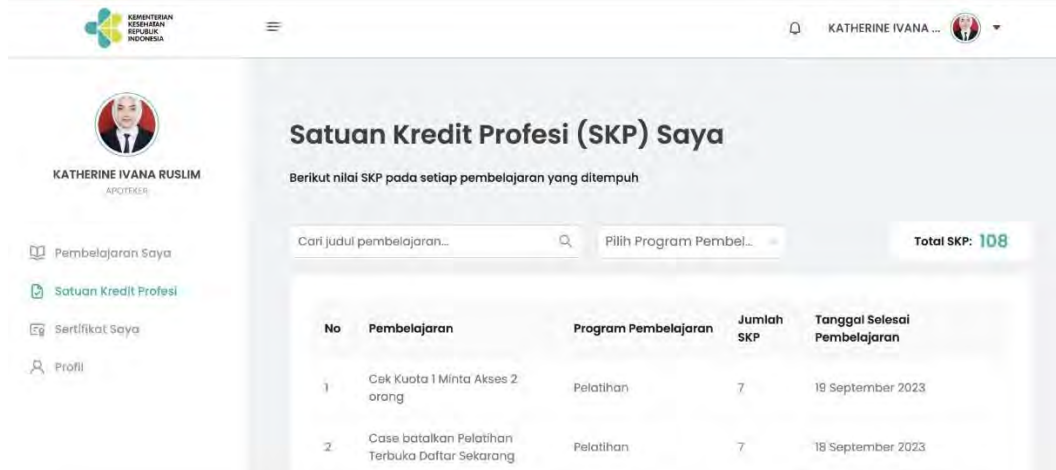 KEMENTERIAN
KESEHATAN
REPUBLIK
INDONESIA
KATHERINE IVANA ...
KATHERINE IVANA RUSLIM
APOTEKER
Pembelajaran Saya
Satuan Kredit Profesi
Sertifikat Saya
Profil
Satuan Kredit Profesi (SKP) Saya
Berikut nilai SKP pada setiap pembelajaran yang ditempuh
Cari judul pembelajaran...
Pilih Program Pembel...
Total SKP: 108
No Pembelajaran Program Pembelajaran Jumlah SKP Tanggal Selesai Pembelajaran
1 Cek Kuota 1 Minta Akses 2 orang Pelatihan 7 19 September 2023
2 Case batalkan Pelatihan Terbuka Daftar Sekarang Pelatihan 7 18 September 2023